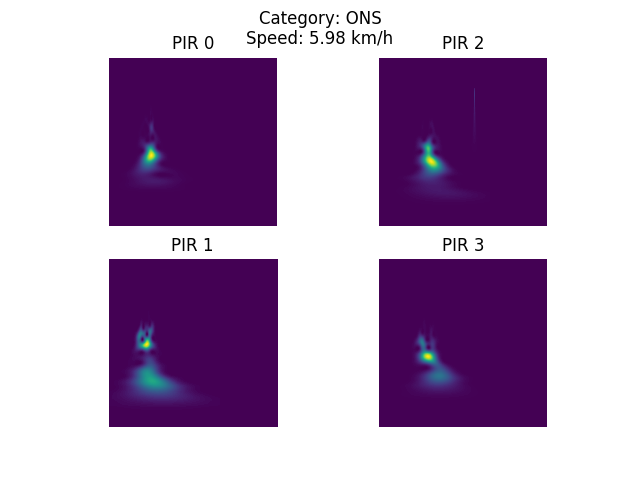 Category: ONS
Speed: 5.98 km/h
PIR 0
PIR 2
PIR 1
PIR 3